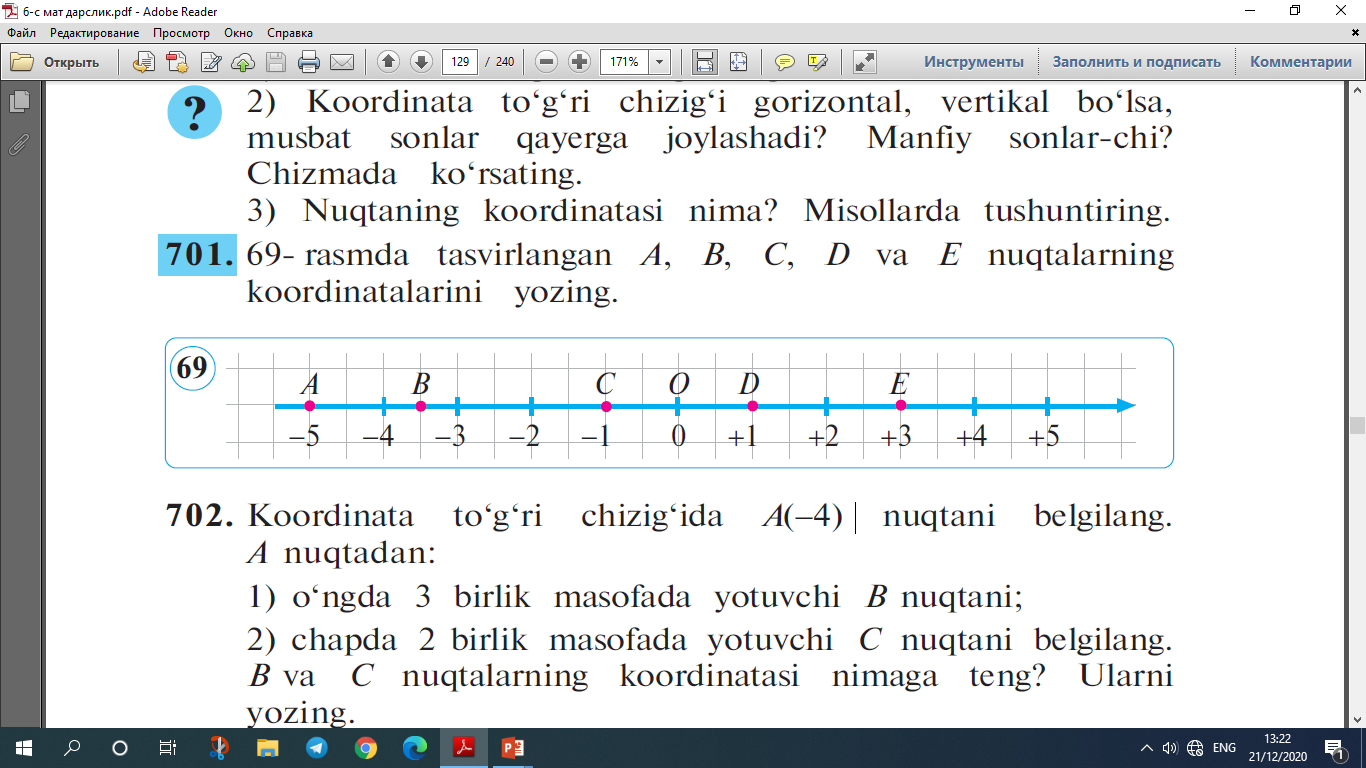 6-с мат дарслик.pdf - Adobe Reader
Файл Редактирование Просмотр Окно Справка
Открыть 129 / 240 171% Инструменты Заполнить и подписать Комментарии
? 2) Koordinata to‘g‘ri chizig‘i gorizontal, vertikal bo‘lsa,
musbat sonlar qayerga joylashadi? Manfiy sonlar-chi?
Chizmada ko‘rsating.
3) Nuqtaning koordinatasi nima? Misollarda tushuntiring.
701. 69- rasmda tasvirlangan A, B, C, D va E nuqtalarning
koordinatalarini yozing.
69
A B C O D E
–5 –4 –3 –2 –1 0 +1 +2 +3 +4 +5
702. Koordinata to‘g‘ri chizig‘ida A(–4) nuqtani belgilang.
A nuqtadan:
1) o‘ngda 3 birlik masofada yotuvchi B nuqtani;
2) chapda 2 birlik masofada yotuvchi C nuqtani belgilang.
B va C nuqtalarning koordinatasi nimaga teng? Ularni
yozing.
ENG 13:22
21/12/2020 1